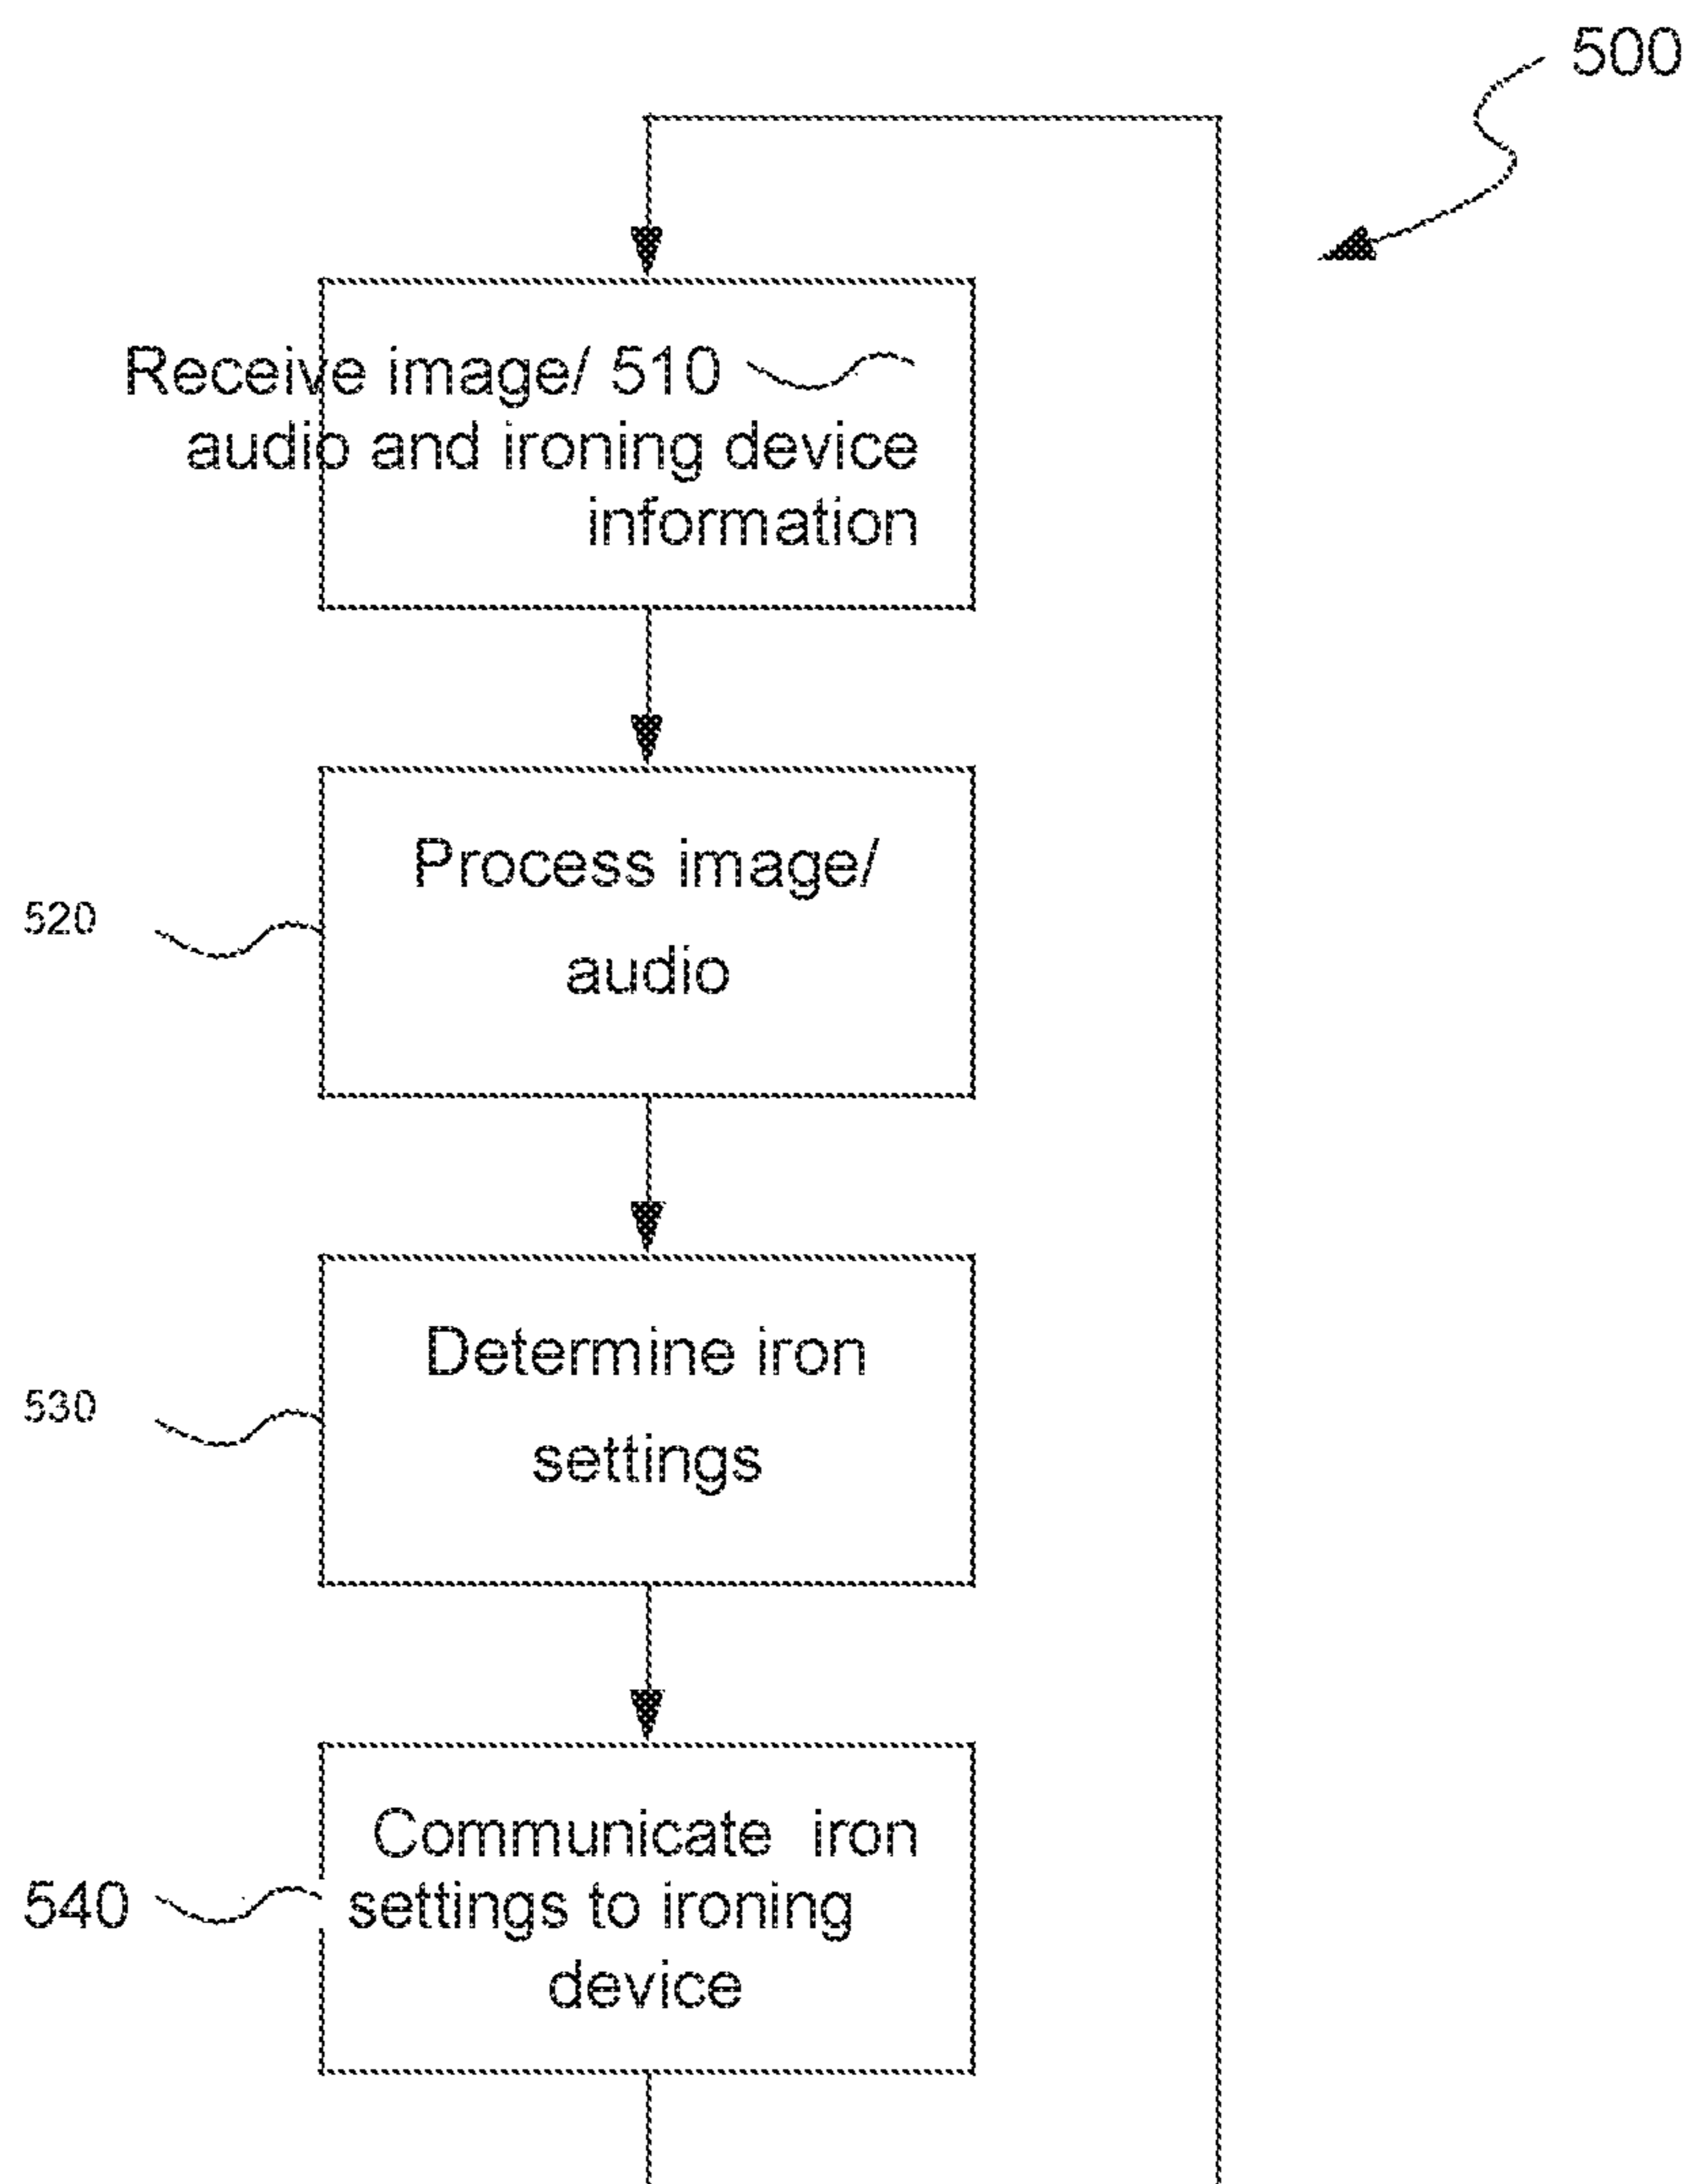 500
Receive image/ 510
audio and ironing device
information
Process image/
520
audio
Determine iron
530
settings
Communicate iron
540
settings to ironing
device